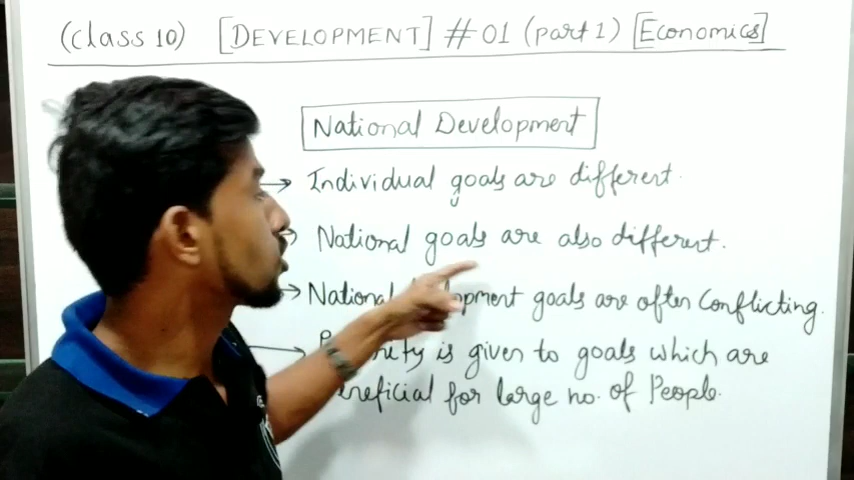 (class 10) [DEVELOPMENT] # 01 (part 1) [Economics]
National Development
→ Individual goals are different.
National goals are also different.
→ National goals are often conflicting.
→ is given to goals which are
for large no. of People.